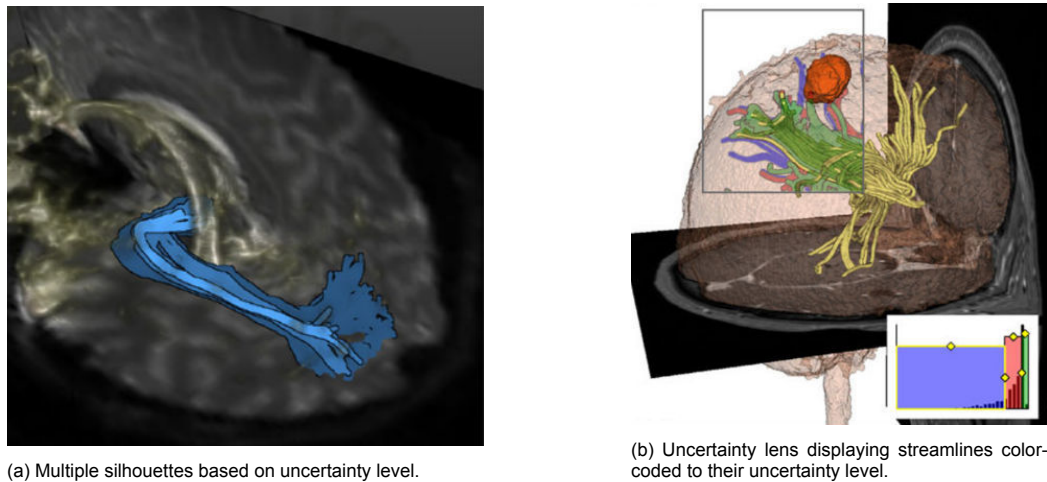 (a) Multiple silhouettes based on uncertainty level.
(b) Uncertainty lens displaying streamlines color-
coded to their uncertainty level.